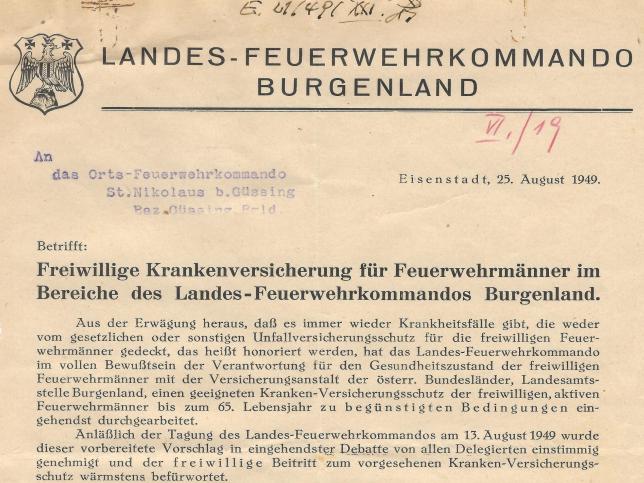 E. 41/49/XXI.
LANDES-FEUERWEHRKOMMANDO
BURGENLAND
VI./19
An
das Orts-Feuerwehrkommando
St.Nikolaus b.Güssing
Bez.Güssing Bgld.
Eisenstadt, 25. August 1949.
Betrifft:
Freiwillige Krankenversicherung für Feuerwehrmänner im
Bereiche des Landes-Feuerwehrkommandos Burgenland.
Aus der Erwägung heraus, daß es immer wieder Krankheitsfälle gibt, die weder
vom gesetzlichen oder sonstigen Unfallversicherungsschutz für die freiwilligen Feuer-
wehrmänner gedeckt, das heißt honoriert werden, hat das Landes-Feuerwehrkommando
im vollen Bewußtsein der Verantwortung für den Gesundheitszustand der freiwilligen
Feuerwehrmänner mit der Versicherungsanstalt der österr. Bundesländer, Landesamts-
stelle Burgenland, einen geeigneten Kranken-Versicherungsschutz der freiwilligen, aktiven
Feuerwehrmänner bis zum 65. Lebensjahr zu begünstigten Bedingungen ein-
gehendst durchgearbeitet.
Anläßlich der Tagung des Landes-Feuerwehrkommandos am 13. August 1949 wurde
dieser vorbereitete Vorschlag in eingehendster Debatte von allen Delegierten einstimmig
genehmigt und der freiwillige Beitritt zum vorgesehenen Kranken-Versicherungs-
schutz wärmstens befürwortet.